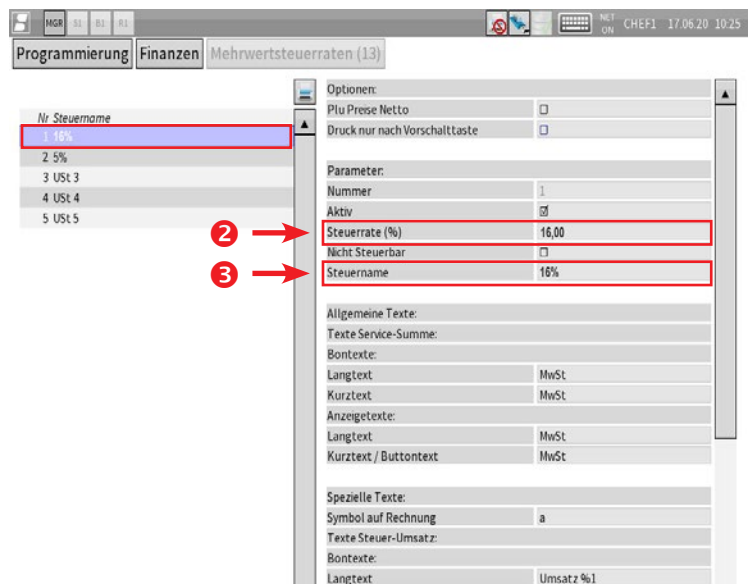 MGR S1 B1 R1 NET ON CHEF1 17.06.20 10:25
Programmierung Finanzen Mehrwertsteuerraten (13)
Nr Steuername
1 16%
2 5%
3 USt 3
4 USt 4
5 USt 5
2
3
Optionen:
Plu Preise Netto
Druck nur nach Vorschalttaste
Parameter:
Nummer 1
Aktiv
Steuerrate (%) 16,00
Nicht Steuerbar
Steuername 16%
Allgemeine Texte:
Texte Service-Summe:
Bontexte:
Langtext MwSt
Kurztext MwSt
Anzeigetexte:
Langtext MwSt
Kurztext / Buttontext MwSt
Spezielle Texte:
Symbol auf Rechnung a
Texte Steuer-Umsatz:
Bontexte:
Langtext Umsatz %1